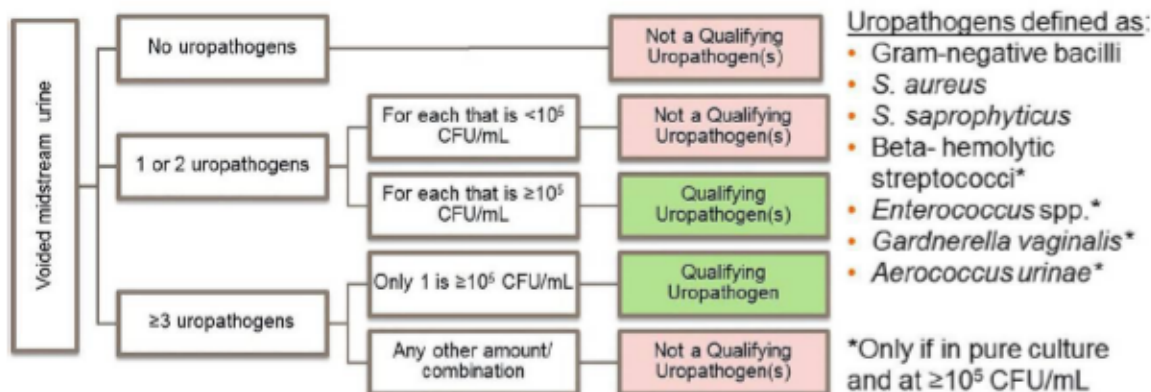 Voided midstream urine
No uropathogens
Not a Qualifying
Uropathogen(s)
1 or 2 uropathogens
For each that is <10⁵
CFU/mL
Not a Qualifying
Uropathogen(s)
For each that is ≥10⁵
CFU/mL
Qualifying
Uropathogen(s)
≥3 uropathogens
Only 1 is ≥10⁵ CFU/mL
Qualifying
Uropathogen
Any other amount/
combination
Not a Qualifying
Uropathogen(s)
Uropathogens defined as:
• Gram-negative bacilli
• S. aureus
• S. saprophyticus
• Beta- hemolytic
streptococci*
• Enterococcus spp.*
• Gardnerella vaginalis*
• Aerococcus urinae*
*Only if in pure culture
and at ≥10⁵ CFU/mL